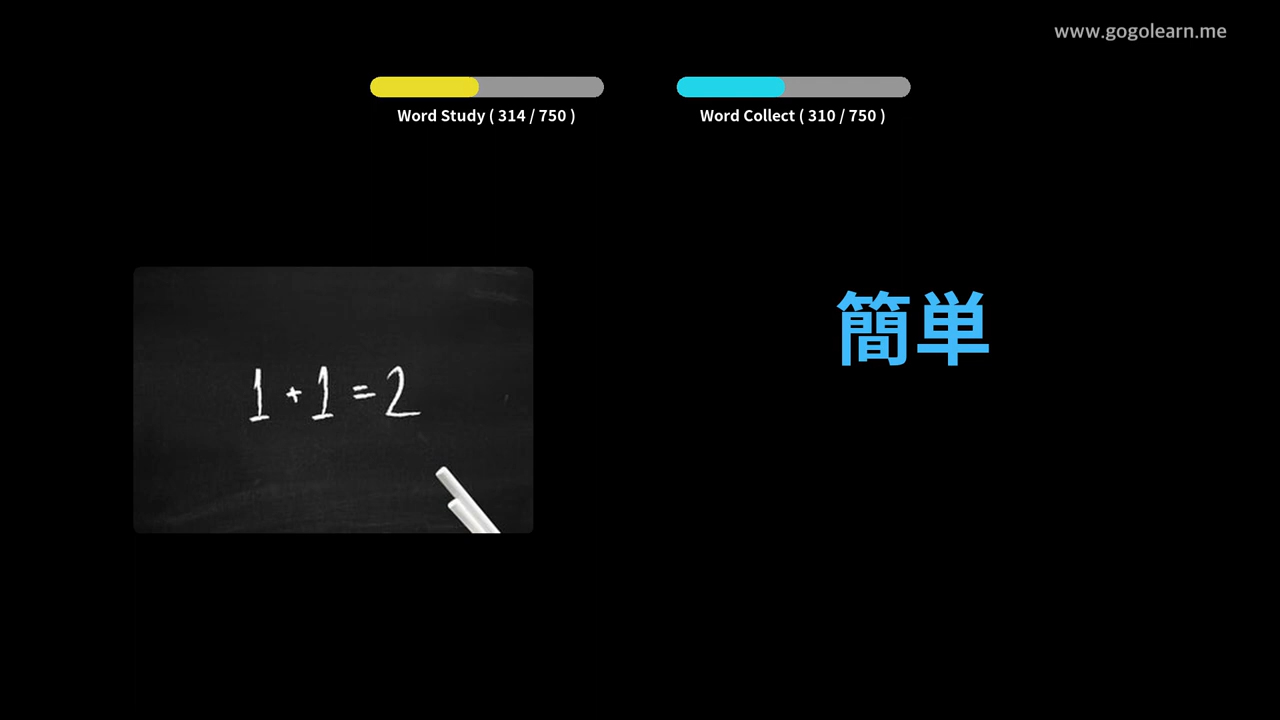 www.gogolearn.me
Word Study ( 314 / 750 )
Word Collect ( 310 / 750 )
1 + 1 = 2
簡単